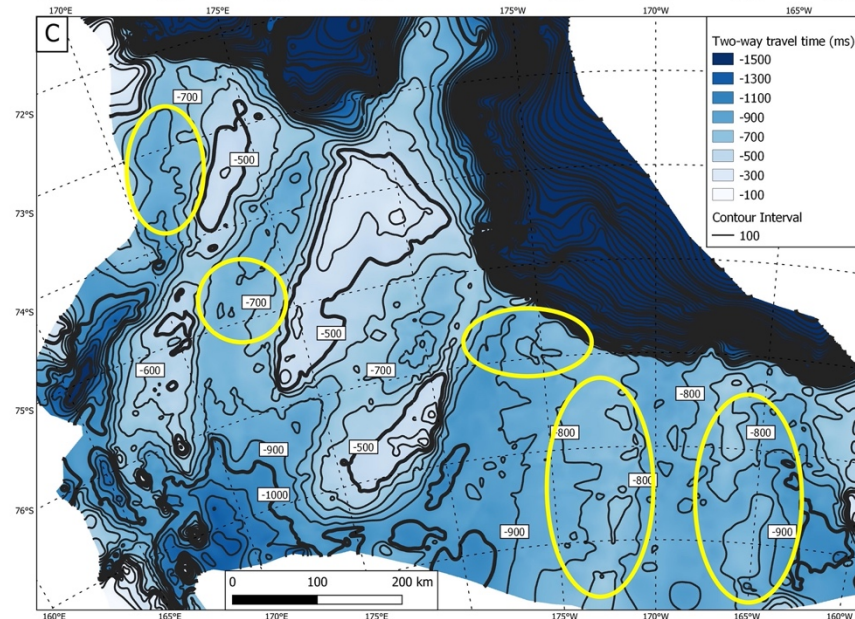 170°E 175°E 175°W 170°W 165°W
C
Two-way travel time (ms)
-1500
-1300
-1100
-900
-700
-500
-300
-100
Contour Interval
100
72°S
73°S
74°S
75°S
76°S
-700
-500
-700
-500
-600
-700
-800
-800
-800
-500
-900
-800
-1000
-900
-900
0 100 200 km
160°E 165°E 170°E 175°E 175°W 170°W 165°W 160°W